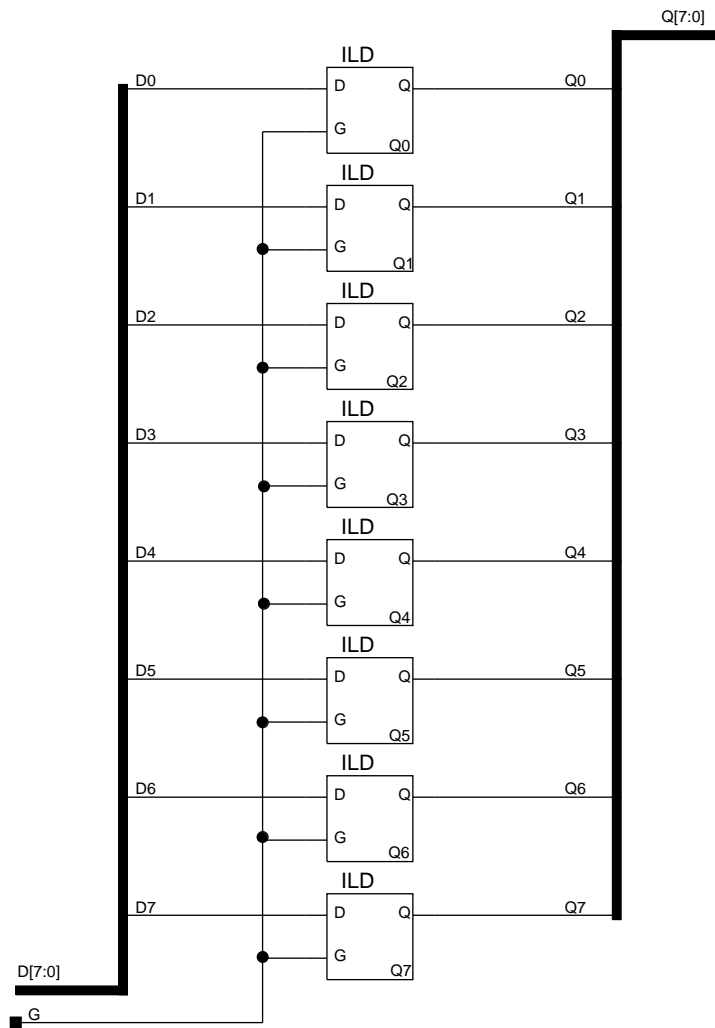 Q[7:0]
ILD
D0 D Q Q0
G
Q0
ILD
D1 D Q Q1
G
Q1
ILD
D2 D Q Q2
G
Q2
ILD
D3 D Q Q3
G
Q3
ILD
D4 D Q Q4
G
Q4
ILD
D5 D Q Q5
G
Q5
ILD
D6 D Q Q6
G
Q6
ILD
D7 D Q Q7
G
Q7
D[7:0]
G